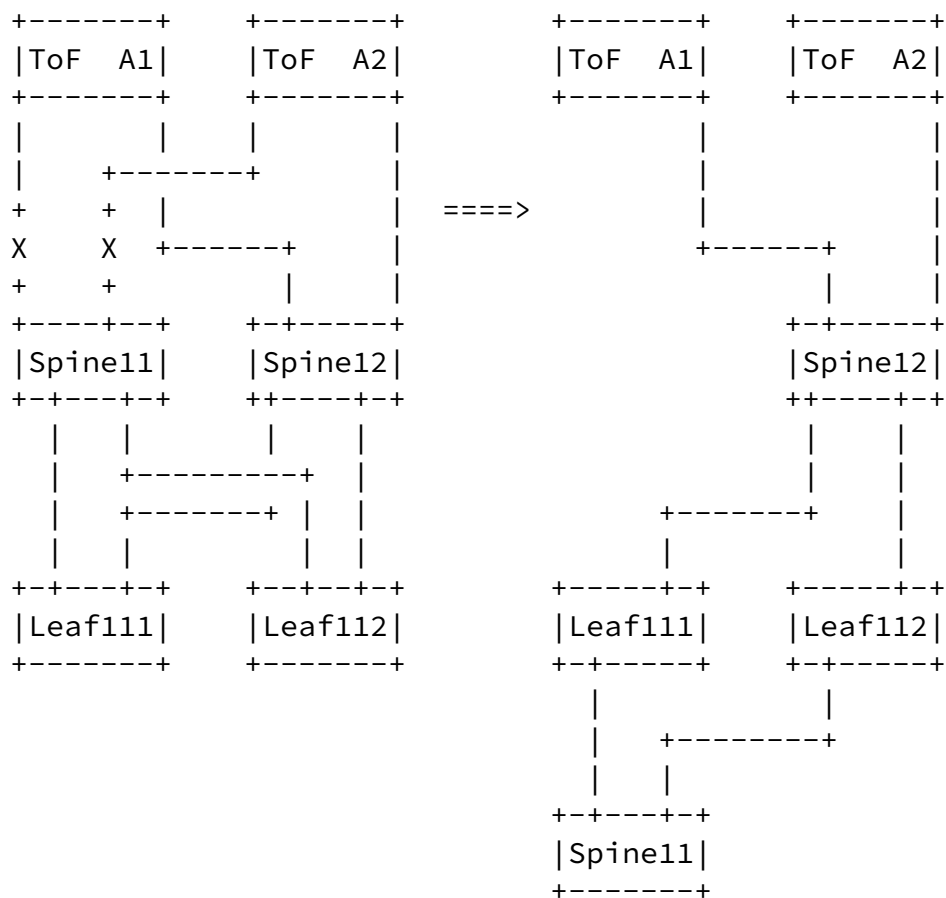 ToF A1 ToF A2 ToF A1 ToF A2
X X ====>
Spine11 Spine12 Spine12
Leaf111 Leaf112 Leaf111 Leaf112
Spine11